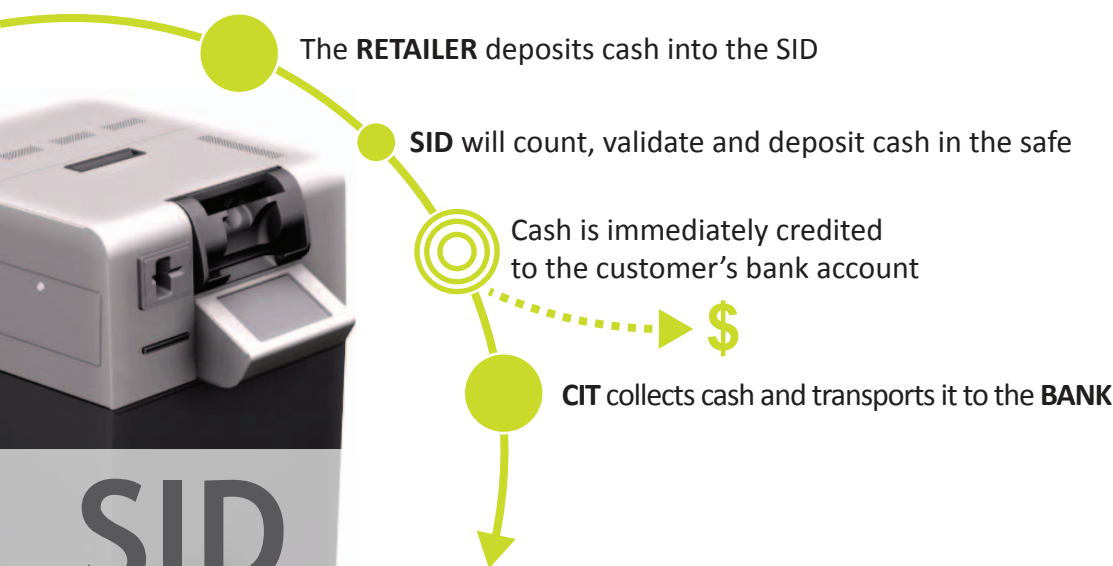 The RETAILER deposits cash into the SID
SID will count, validate and deposit cash in the safe
Cash is immediately credited
to the customer’s bank account
$
CIT collects cash and transports it to the BANK
SID